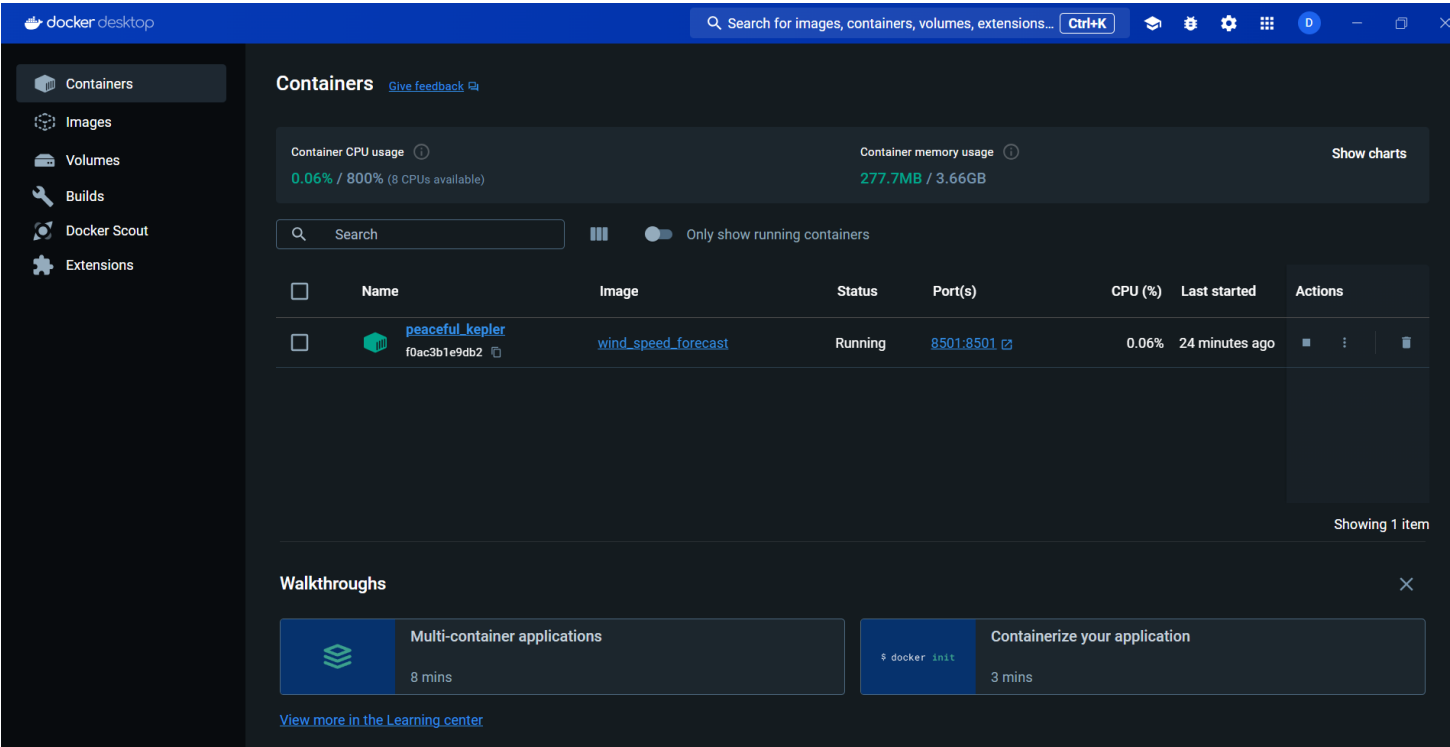 docker desktop
Search for images, containers, volumes, extensions... Ctrl+K
D
Containers
Images
Volumes
Builds
Docker Scout
Extensions
Containers Give feedback
Container CPU usage
0.06% / 800% (8 CPUs available)
Container memory usage
277.7MB / 3.66GB
Show charts
Search
Only show running containers
Name Image Status Port(s) CPU (%) Last started Actions
peaceful_kepler
f0ac3b1e9db2
wind_speed_forecast Running 8501:8501 0.06% 24 minutes ago
Showing 1 item
Walkthroughs
Multi-container applications
8 mins
$ docker init
Containerize your application
3 mins
View more in the Learning center